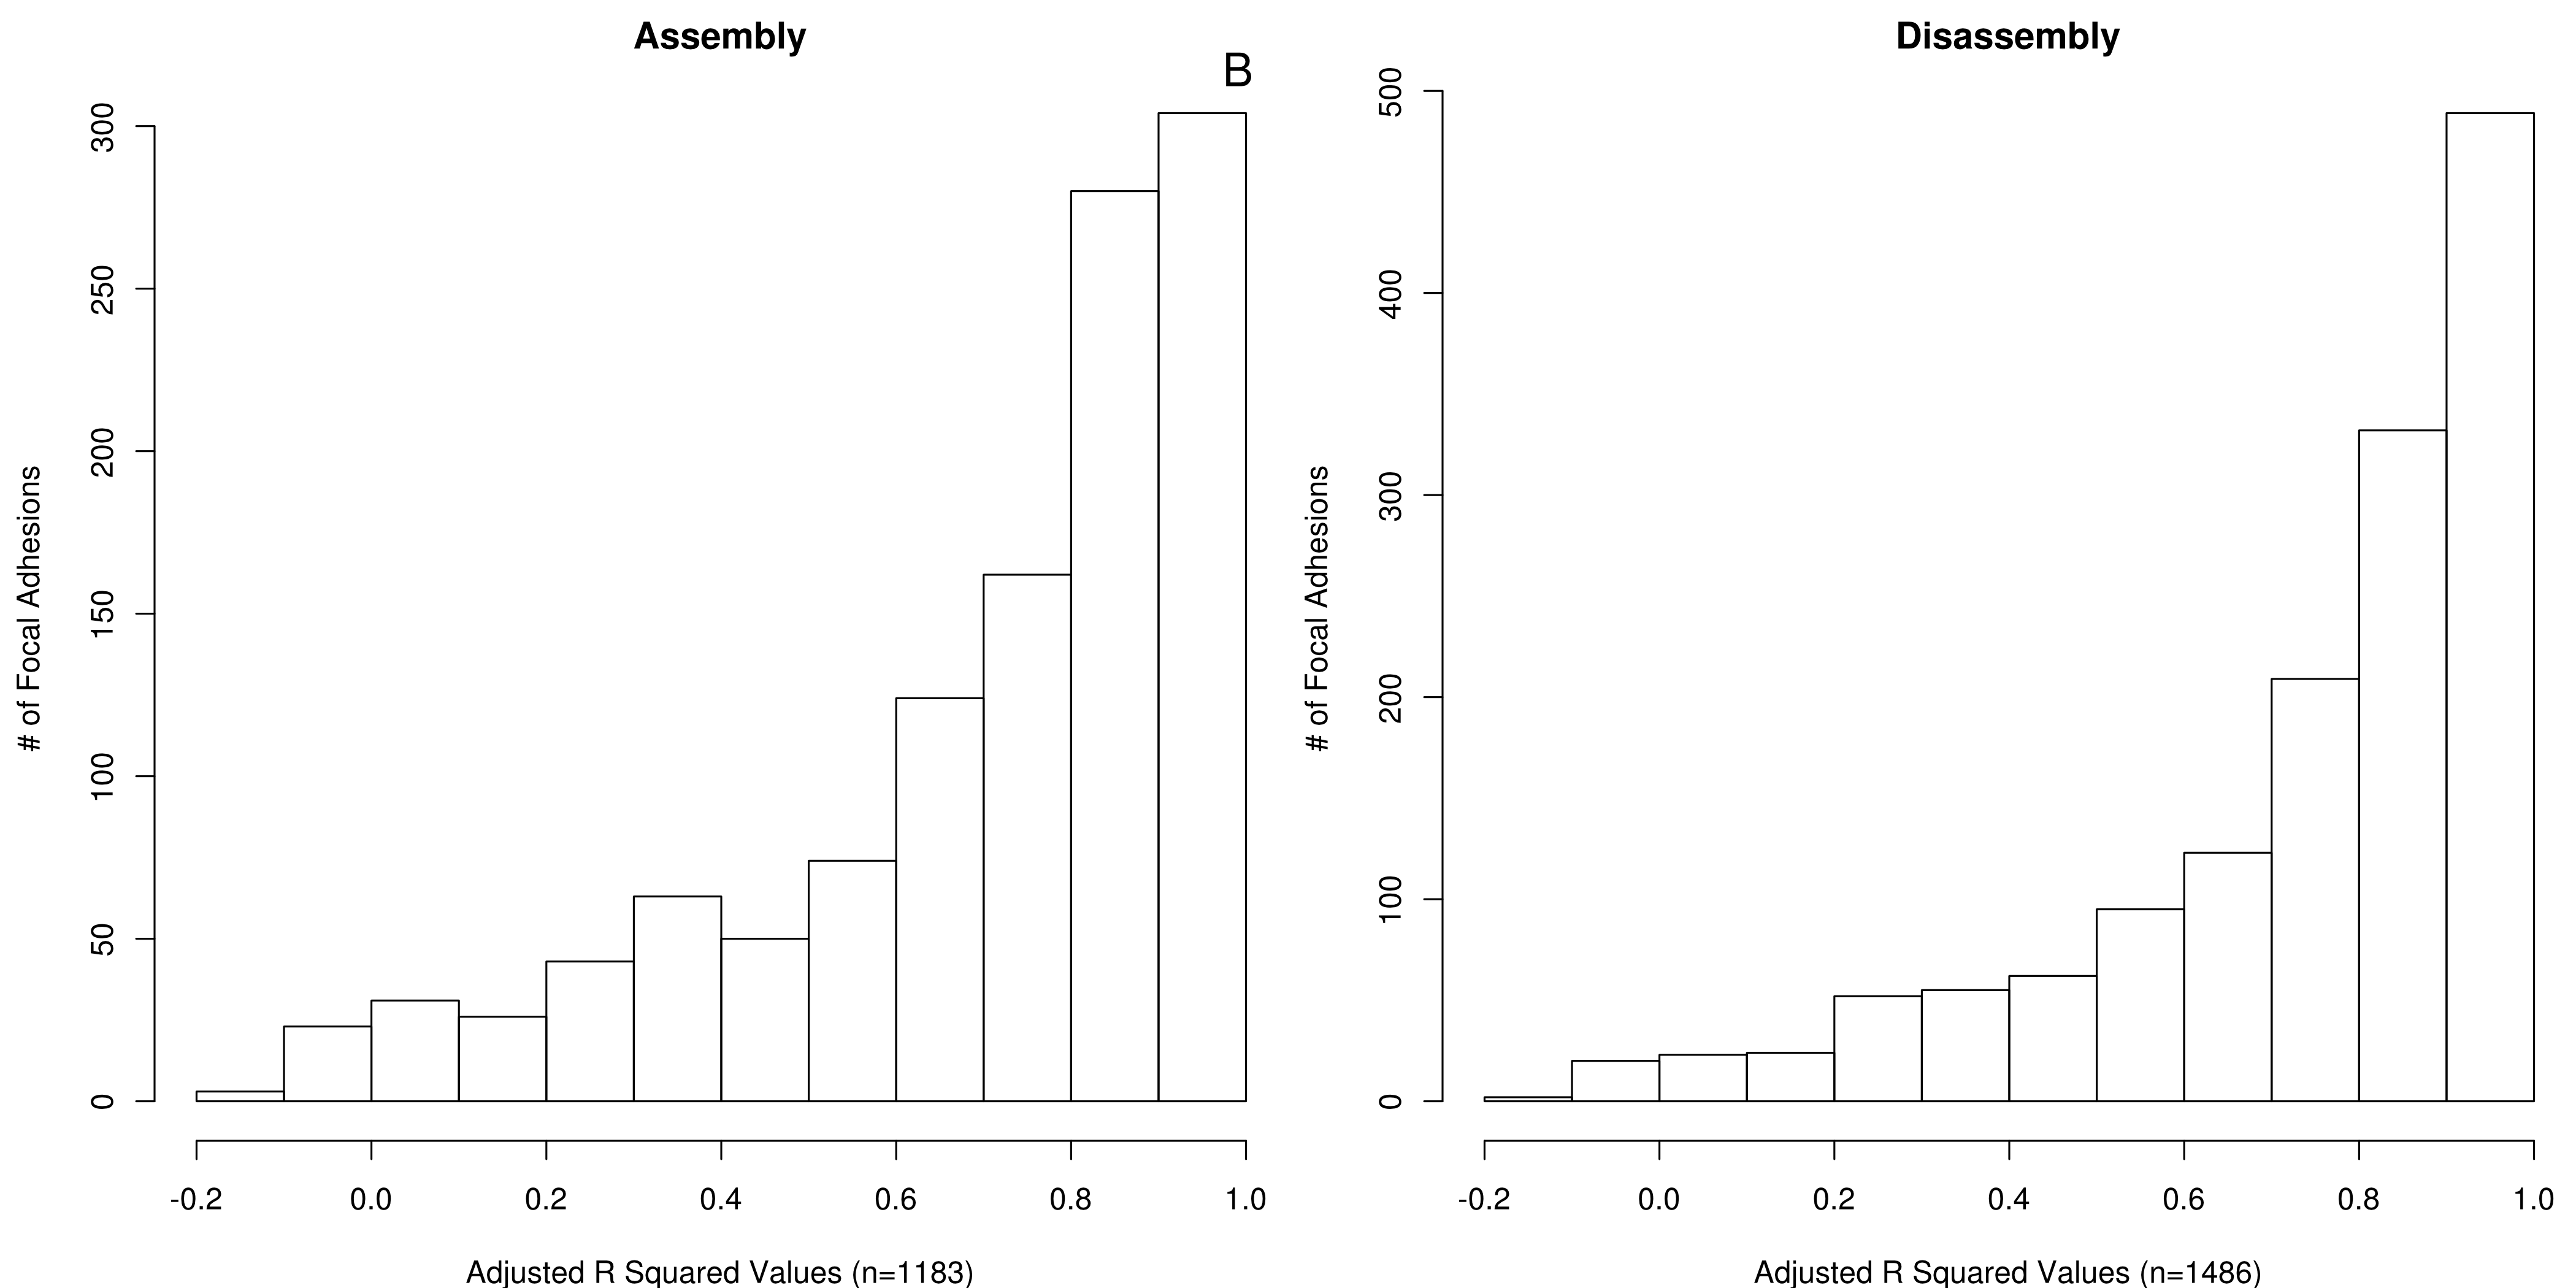 Assembly
# of Focal Adhesions
0
50
100
150
200
250
300
-0.2 0.0 0.2 0.4 0.6 0.8 1.0
Adjusted R Squared Values (n=1183)
B
Disassembly
# of Focal Adhesions
0
100
200
300
400
500
-0.2 0.0 0.2 0.4 0.6 0.8 1.0
Adjusted R Squared Values (n=1486)